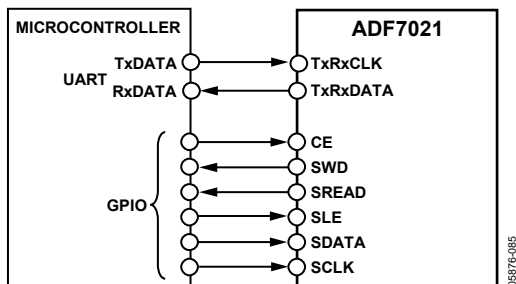 MICROCONTROLLER
ADF7021
TxDATA
TxRxCLK
UART
RxDATA
TxRxDATA
CE
SWD
SREAD
GPIO
SLE
SDATA
SCLK
05876-085